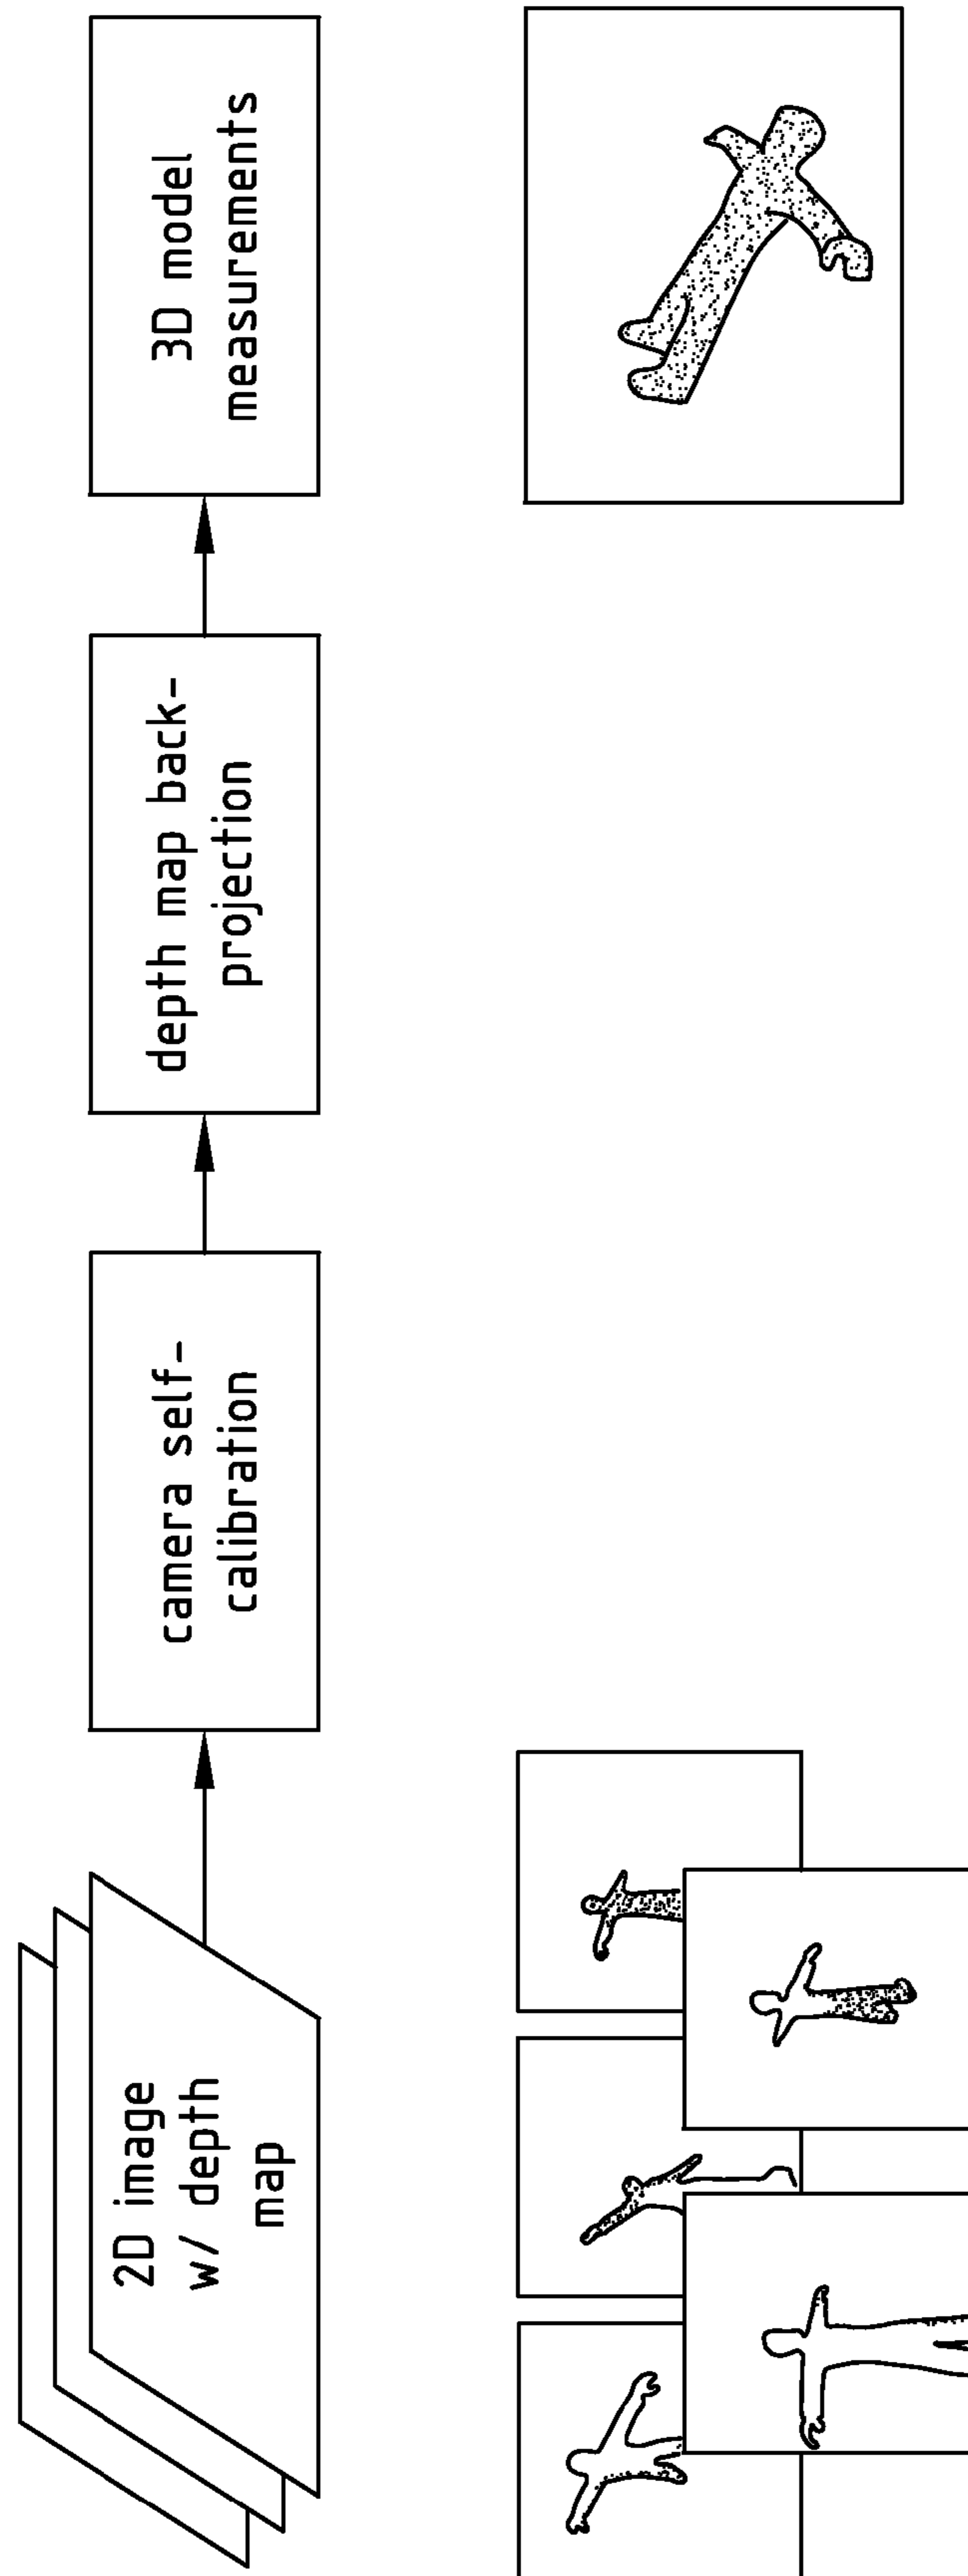 2D image
w/ depth
map
camera self-
calibration
depth map back-
projection
3D model
measurements